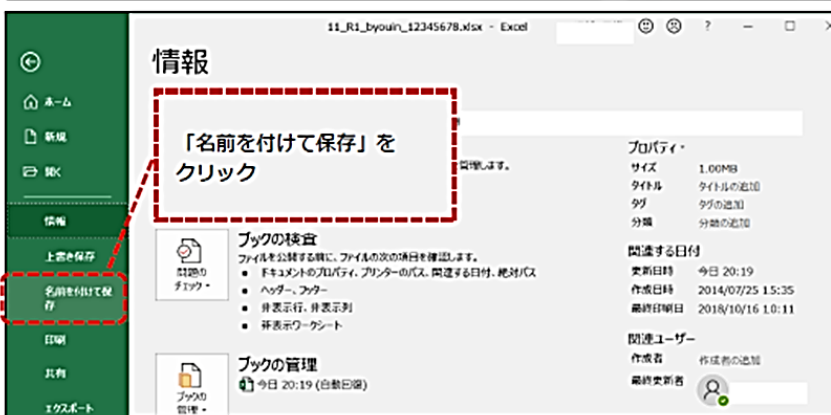 11_R1_byouin_12345678.xlsx - Excel
?
情報
ホーム
新規
開く
情報
上書き保存
名前を付けて保
存
印刷
共有
エクスポート
「名前を付けて保存」を
クリック
管理します。
問題の
チェック
ブックの検査
ファイルを公開する前に、ファイルの次の項目を確認します。
ドキュメントのプロパティ、プリンターのパス、関連する日付、絶対パス
ヘッダー、フッター
非表示行、非表示列
非表示ワークシート
ブックの
管理
ブックの管理
今日 20:19 (自動回復)
プロパティ
サイズ 1.00MB
タイトル タイトルの追加
タグ タグの追加
分類 分類の追加
関連する日付
更新日時 今日 20:19
作成日時 2014/07/25 15:35
最終印刷日 2018/10/16 10:11
関連ユーザー
作成者 作成者の追加
最終更新者